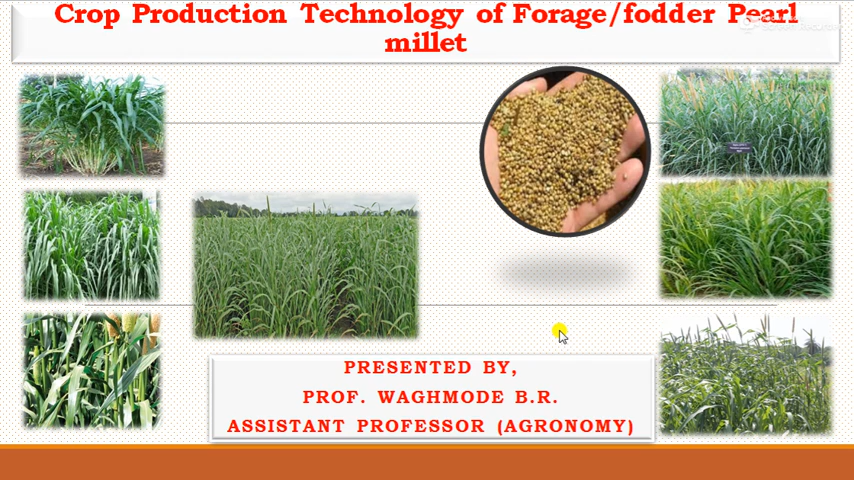 Crop Production Technology of Forage/fodder Pearl
millet
PRESENTED BY,
PROF. WAGHMODE B.R.
ASSISTANT PROFESSOR (AGRONOMY)